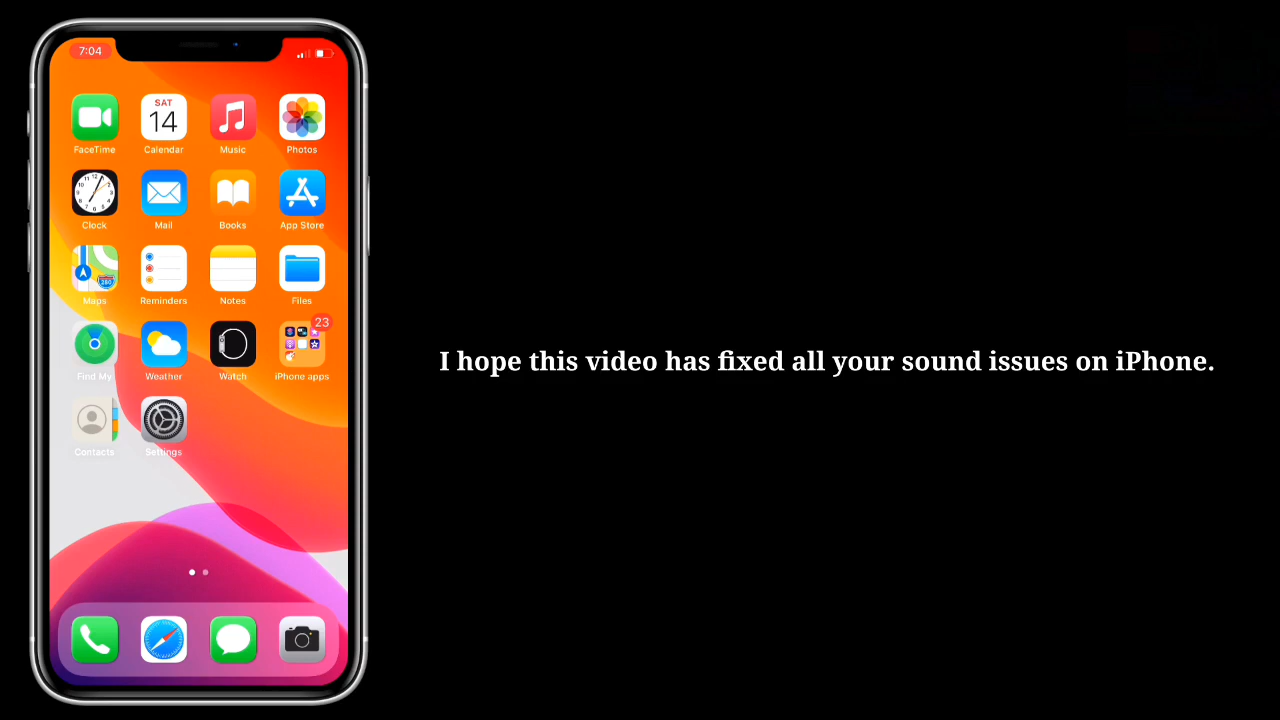 7:04
SAT
14
FaceTime
Calendar
Music
Photos
Clock
Mail
Books
App Store
Maps
Reminders
Notes
Files
23
Find My
Weather
Watch
iPhone apps
Contacts
Settings
I hope this video has fixed all your sound issues on iPhone.